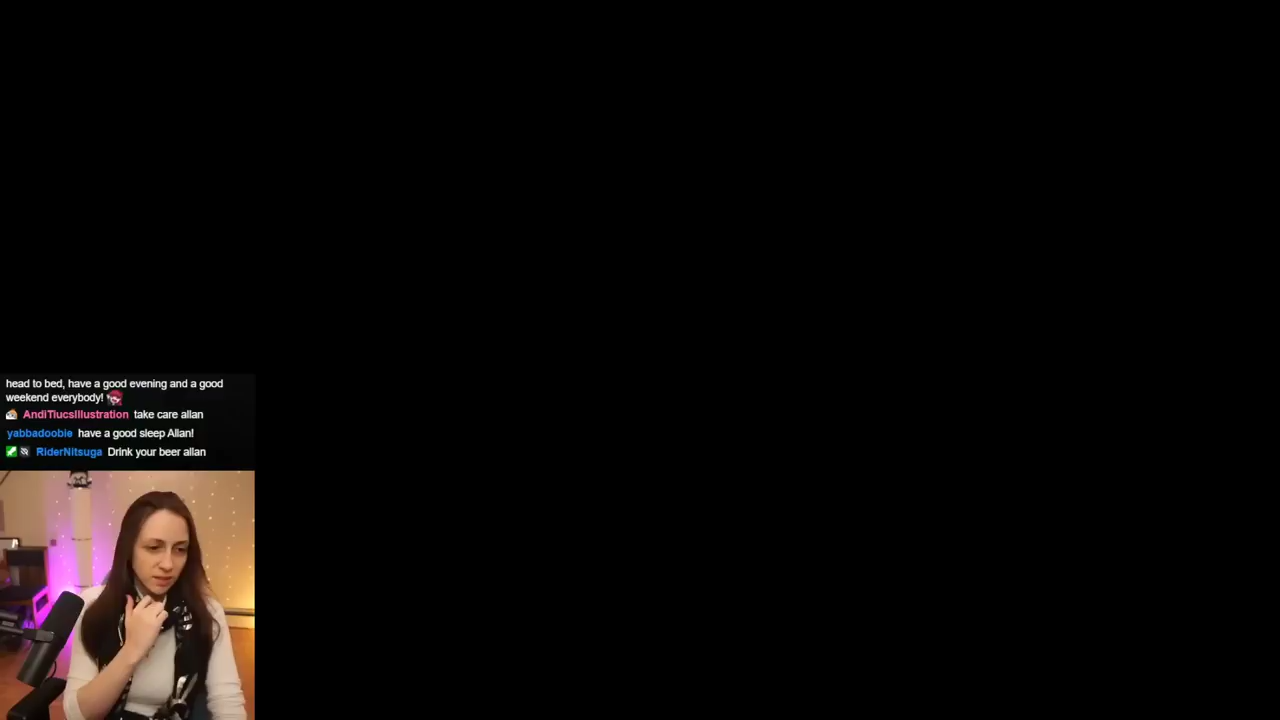 head to bed, have a good evening and a good
weekend everybody!
AndiTlucsIllustration take care allan
yabbadoobie have a good sleep Allan!
RiderNitsuga Drink your beer allan